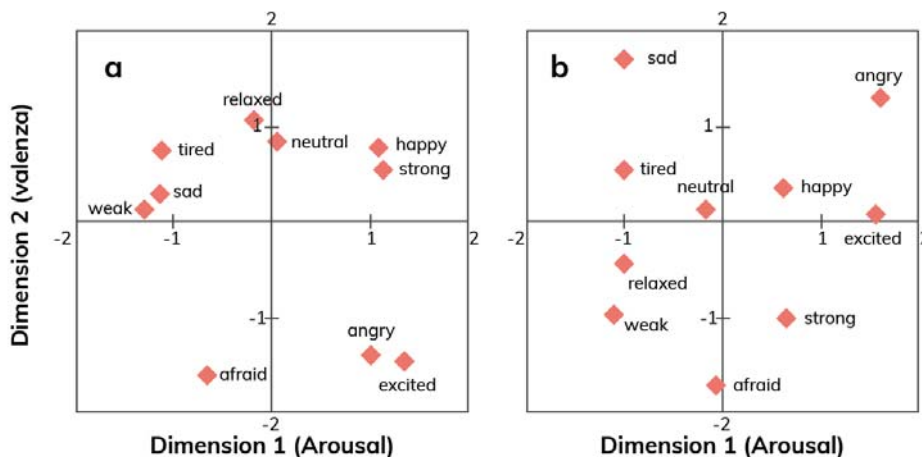 2
2
a
b
sad
angry
relaxed
1
1
neutral
happy
tired
strong
tired
neutral
happy
sad
weak
excited
-2
-1
1
2
-2
-1
1
relaxed
weak
-1
-1
strong
angry
afraid
excited
afraid
-2
-2
Dimension 2 (valenza)
Dimension 1 (Arousal)
Dimension 1 (Arousal)